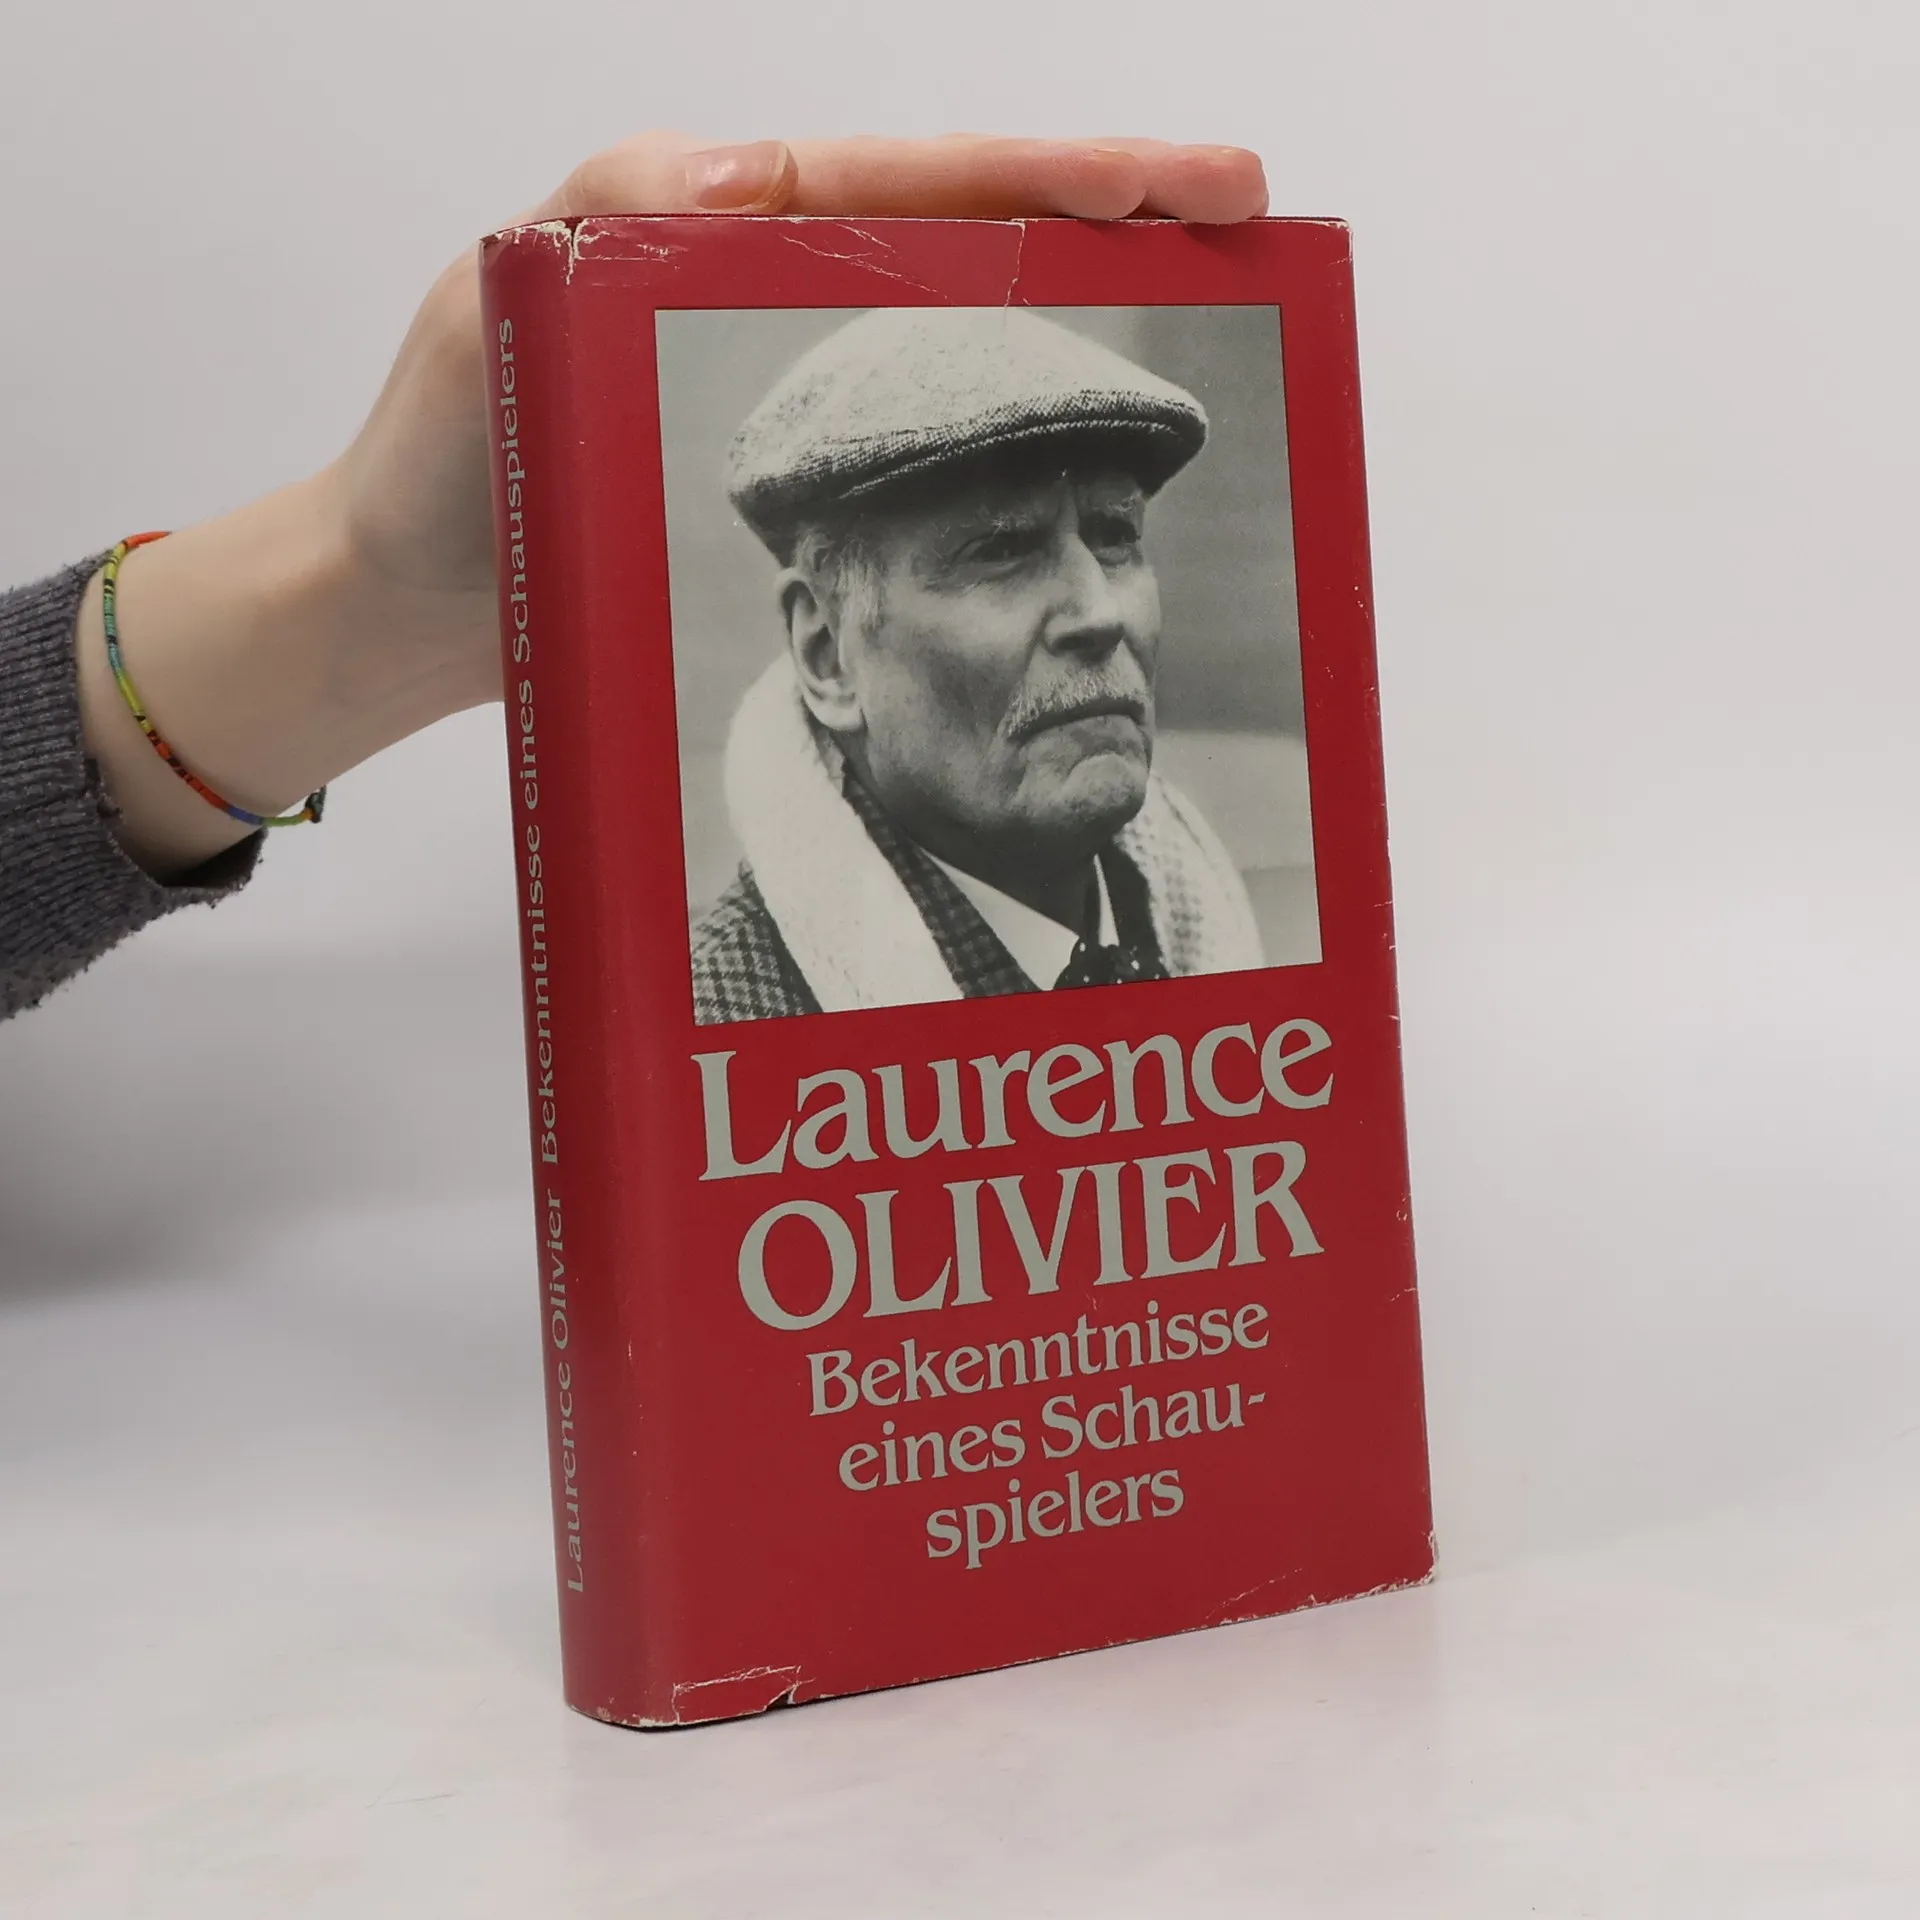 Laurence Olivier Bekenntnisse eines Schauspielers
Laurence
OLIVIER
Bekenntnisse
eines Schau-
spielers